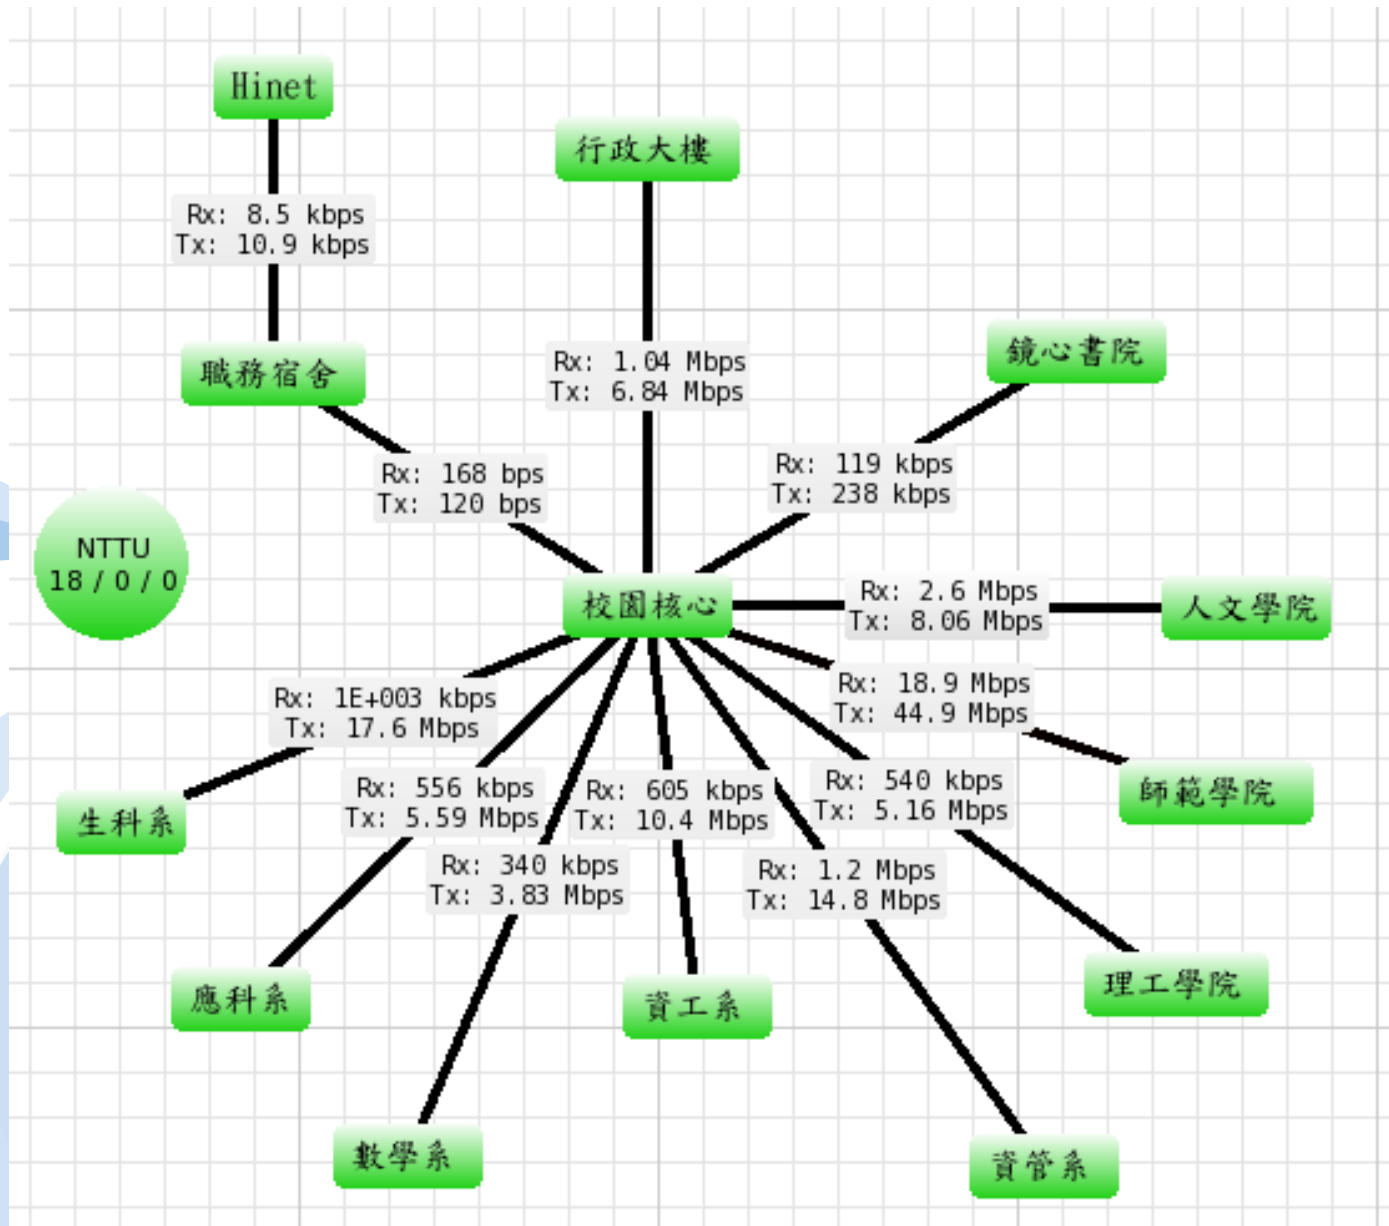 Hinet
行政大樓
Rx: 8.5 kbps
Tx: 10.9 kbps
職務宿舍
Rx: 1.04 Mbps
Tx: 6.84 Mbps
鏡心書院
Rx: 168 bps
Tx: 120 bps
Rx: 119 kbps
Tx: 238 kbps
NTTU
18 / 0 / 0
校園核心
Rx: 2.6 Mbps
Tx: 8.06 Mbps
人文學院
Rx: 1E+003 kbps
Tx: 17.6 Mbps
Rx: 18.9 Mbps
Tx: 44.9 Mbps
生科系
Rx: 556 kbps
Tx: 5.59 Mbps
Rx: 605 kbps
Tx: 10.4 Mbps
Rx: 540 kbps
Tx: 5.16 Mbps
師範學院
Rx: 340 kbps
Tx: 3.83 Mbps
Rx: 1.2 Mbps
Tx: 14.8 Mbps
應科系
資工系
理工學院
數學系
資管系